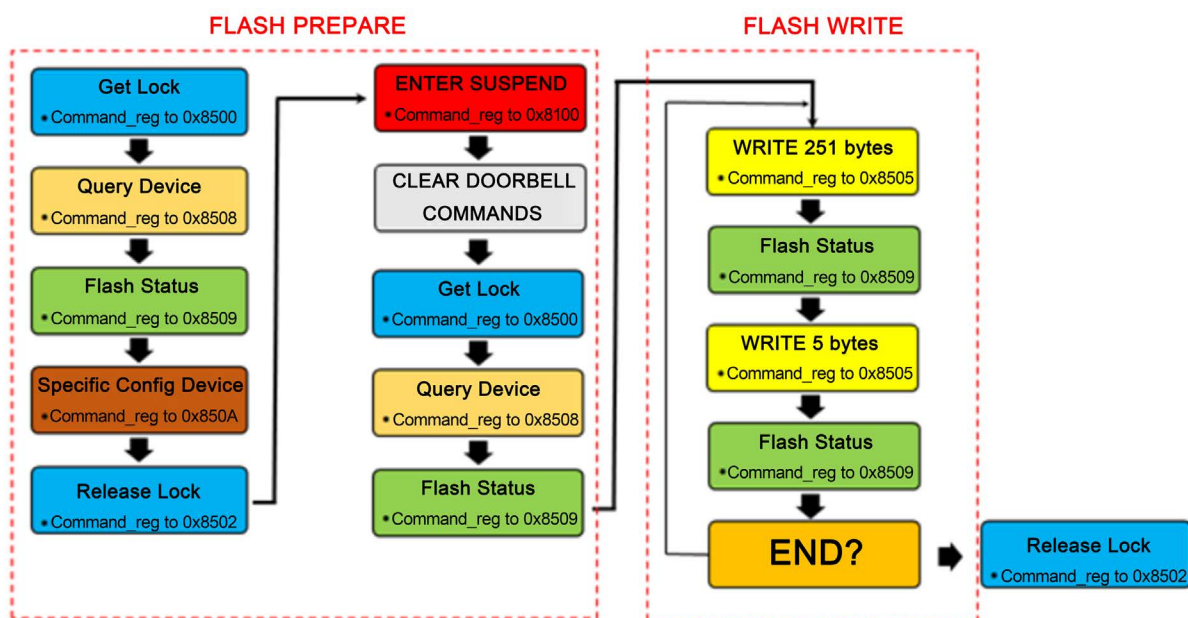 FLASH PREPARE
Get Lock
• Command_reg to 0x8500
Query Device
• Command_reg to 0x8508
Flash Status
• Command_reg to 0x8509
Specific Config Device
• Command_reg to 0x850A
Release Lock
• Command_reg to 0x8502
ENTER SUSPEND
• Command_reg to 0x8100
CLEAR DOORBELL
COMMANDS
Get Lock
• Command_reg to 0x8500
Query Device
• Command_reg to 0x8508
Flash Status
• Command_reg to 0x8509
FLASH WRITE
WRITE 251 bytes
• Command_reg to 0x8505
Flash Status
• Command_reg to 0x8509
WRITE 5 bytes
• Command_reg to 0x8505
Flash Status
• Command_reg to 0x8509
END?
Release Lock
• Command_reg to 0x8502